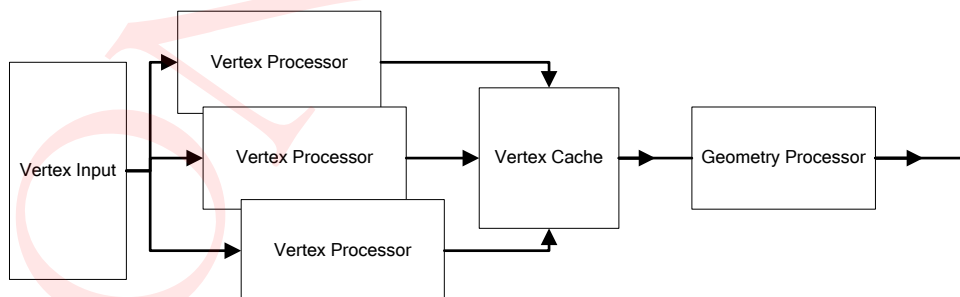 Vertex Processor
Vertex Input
Vertex Processor
Vertex Cache
Geometry Processor
Vertex Processor